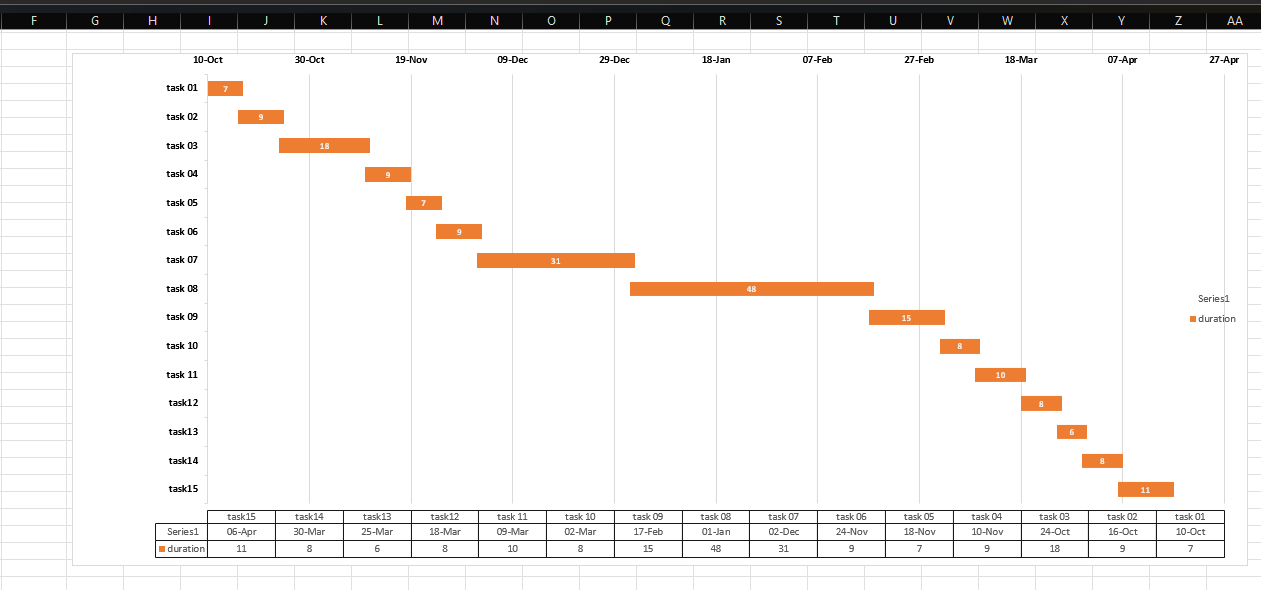 F G H I J K L M N O P Q R S T U V W X Y Z AA
10-Oct 30-Oct 19-Nov 09-Dec 29-Dec 18-Jan 07-Feb 27-Feb 18-Mar 07-Apr 27-Apr
task 01 7
task 02 9
task 03 18
task 04 9
task 05 7
task 06 9
task 07 31
task 08 48
Series1
task 09 15
duration
task 10 8
task 11 10
task12 8
task13 6
task14 8
task15 11
task15 task14 task13 task12 task 11 task 10 task 09 task 08 task 07 task 06 task 05 task 04 task 03 task 02 task 01
Series1 06-Apr 30-Mar 25-Mar 18-Mar 09-Mar 02-Mar 17-Feb 01-Jan 02-Dec 24-Nov 18-Nov 10-Nov 24-Oct 16-Oct 10-Oct
duration 11 8 6 8 10 8 15 48 31 9 7 9 18 9 7